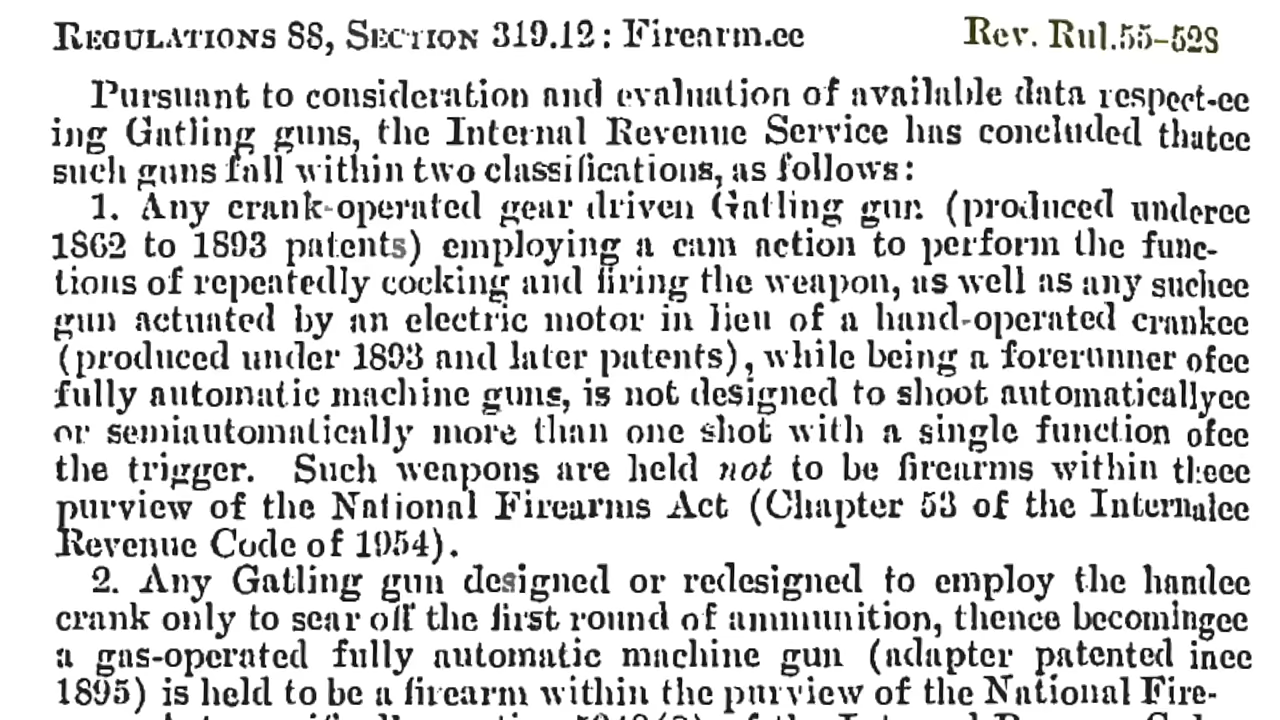 REGULATIONS 88, SECTION 319.12: Firearm.ee Rev. Rul.55-528
Pursuant to consideration and evaluation of available data respect-ee
ing Gatling guns, the Internal Revenue Service has concluded thatee
such guns fall within two classifications, as follows:
1. Any crank-operated gear driven Gatling gun (produced underee
1862 to 1893 patents) employing a cam action to perform the func-
tions of repeatedly cocking and firing the weapon, as well as any suchee
gun actuated by an electric motor in lieu of a hand-operated crankee
(produced under 1893 and later patents), while being a forerunner ofee
fully automatic machine guns, is not designed to shoot automaticallyee
or semiautomatically more than one shot with a single function ofee
the trigger. Such weapons are held not to be firearms within theee
purview of the National Firearms Act (Chapter 53 of the Internalee
Revenue Code of 1954).
2. Any Gatling gun designed or redesigned to employ the handee
crank only to sear off the first round of ammunition, thence becomingee
a gas-operated fully automatic machine gun (adapter patented inee
1895) is held to be a firearm within the purview of the National Fire-